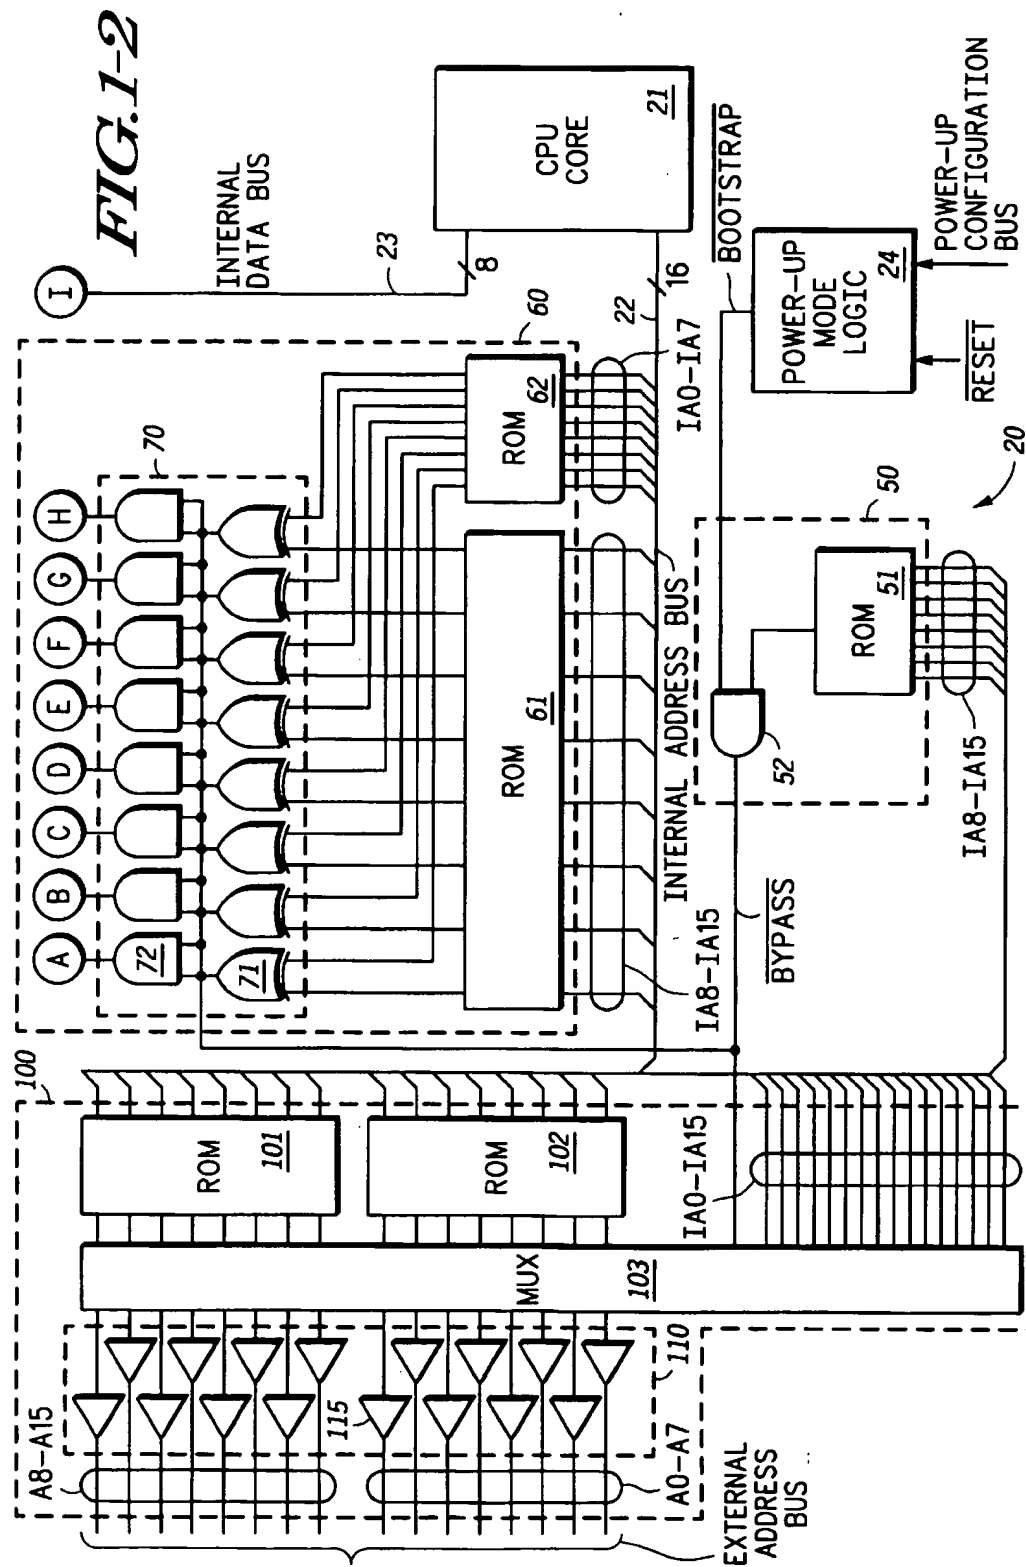 FIG.1-2
I
INTERNAL
DATA BUS
23
8
CPU
CORE
21
16
22
A
B
C
D
E
F
G
H
70
72
71
60
ROM
61
ROM
62
IA8-IA15
IA0-IA7
INTERNAL ADDRESS BUS
BOOTSTRAP
POWER-UP
MODE
LOGIC
24
RESET
POWER-UP
CONFIGURATION
BUS
BYPASS
52
50
ROM
51
IA8-IA15
20
100
ROM
101
ROM
102
IA0-IA15
MUX
103
110
115
A8-A15
A0-A7
EXTERNAL
ADDRESS
BUS